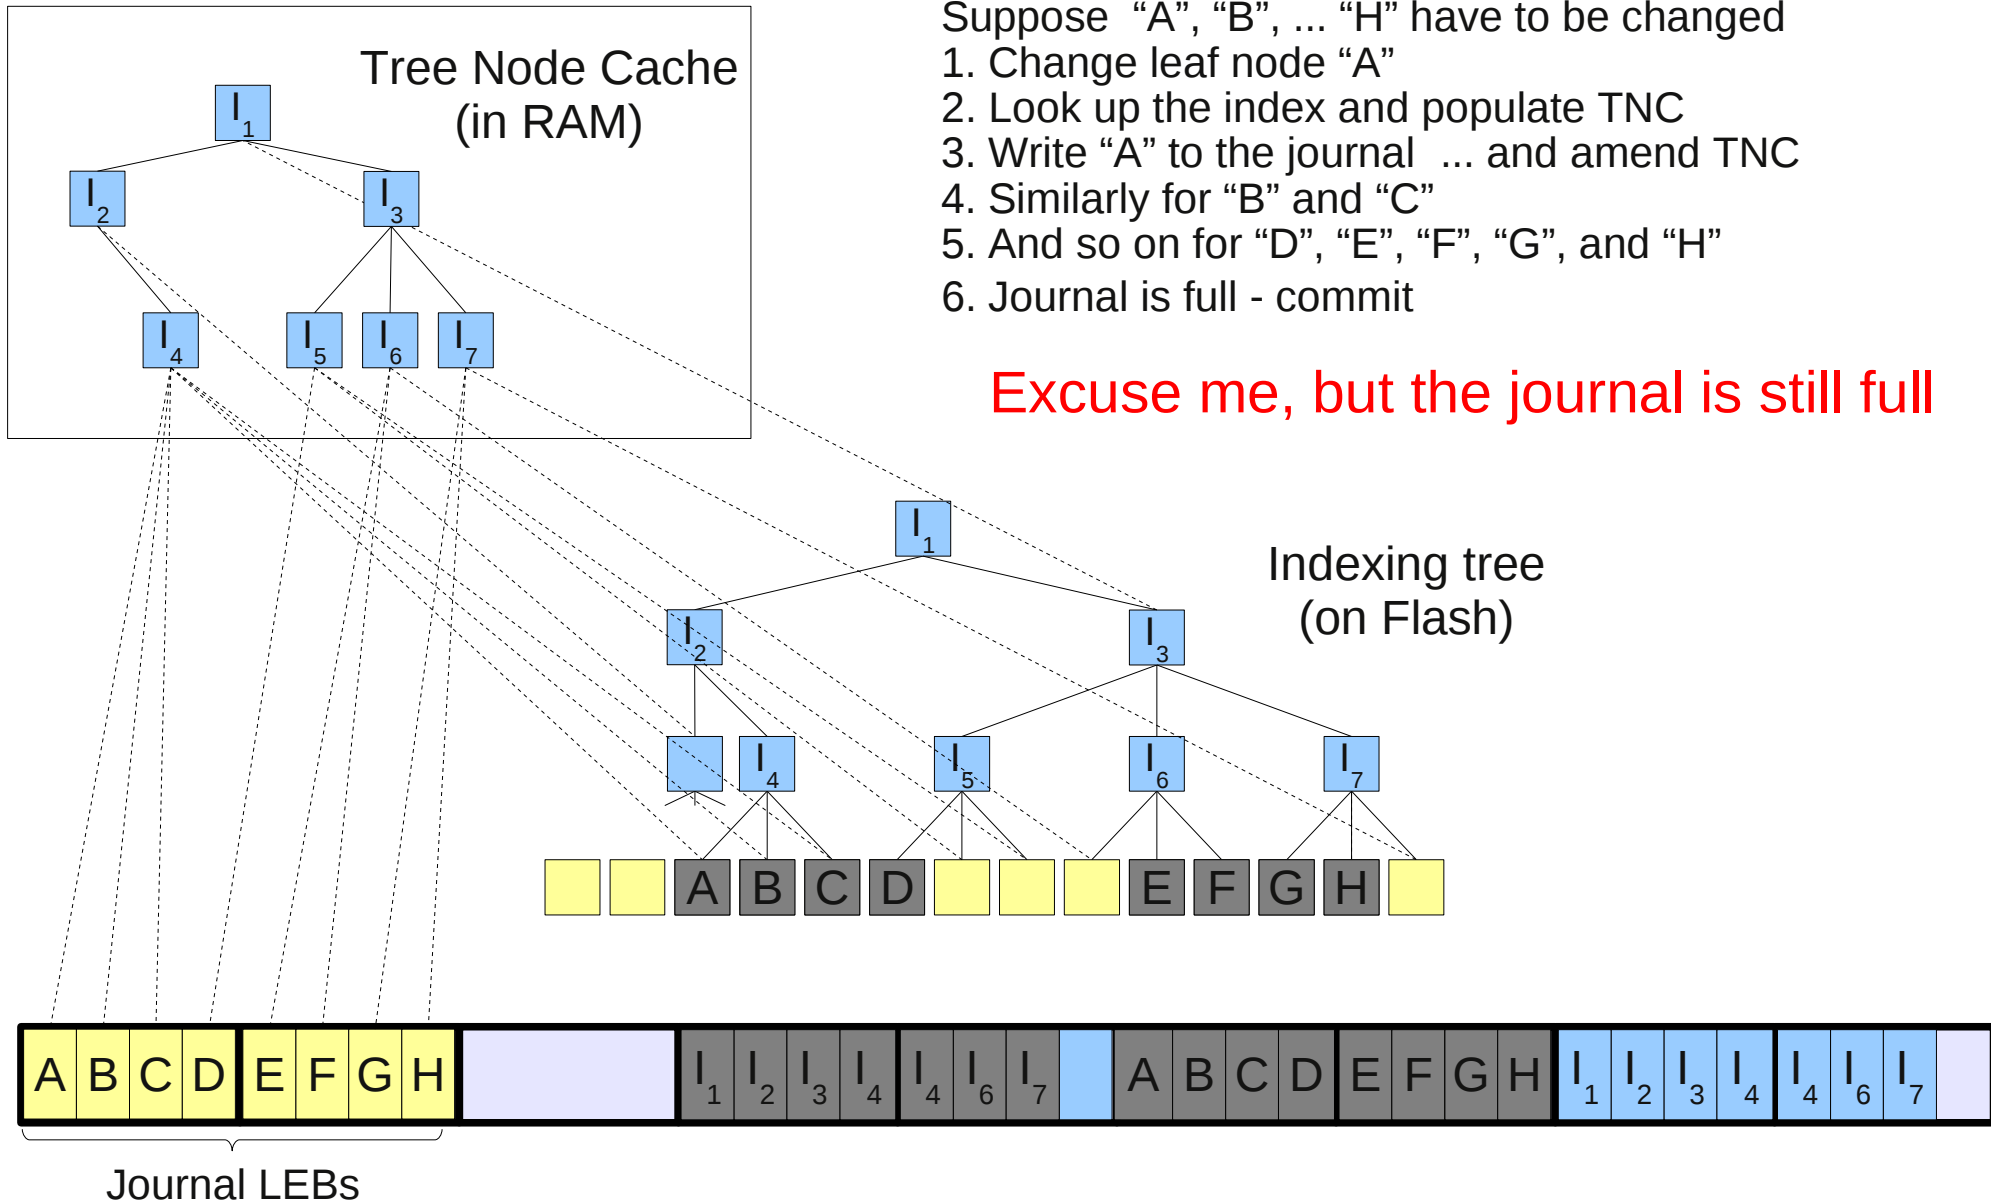 Suppose “A”, “B”, ... “H” have to be changed
1. Change leaf node “A”
2. Look up the index and populate TNC
3. Write “A” to the journal ... and amend TNC
4. Similarly for “B” and “C”
5. And so on for “D”, “E”, “F”, “G”, and “H”
6. Journal is full - commit
Excuse me, but the journal is still full
Tree Node Cache
(in RAM)
I1
I2 I3
I4 I5 I6 I7
Indexing tree
(on Flash)
I1
I2 I3
I4 I5 I6 I7
A B C D E F G H
A B C D E F G H I1 I2 I3 I4 I4 I6 I7 A B C D E F G H I1 I2 I3 I4 I4 I6 I7
Journal LEBs